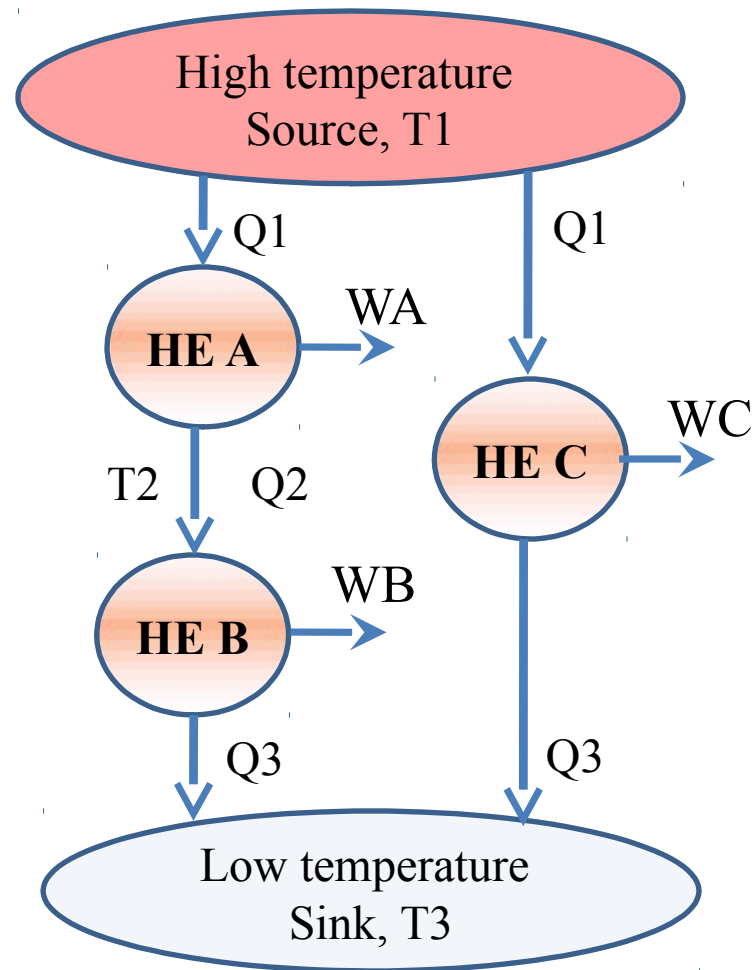 High temperature
Source, T1
Q1
Q1
WA
HE A
WC
HE C
T2
Q2
WB
HE B
Q3
Q3
Low temperature
Sink, T3